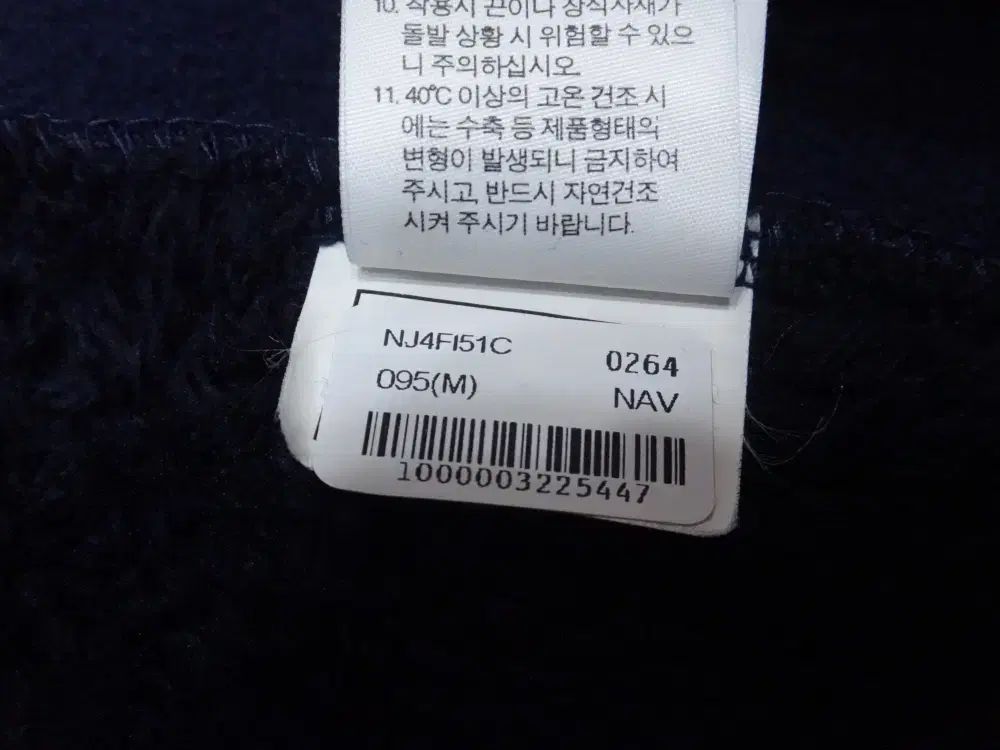 10. 착용시 끈이나 장식자재가
돌발 상황 시 위험할 수 있으
니 주의하십시오.
11. 40℃ 이상의 고온 건조 시
에는 수축 등 제품형태의
변형이 발생되니 금지하여
주시고, 반드시 자연건조
시켜 주시기 바랍니다.
NJ4FI51C 0264
095(M) NAV
1000003225447